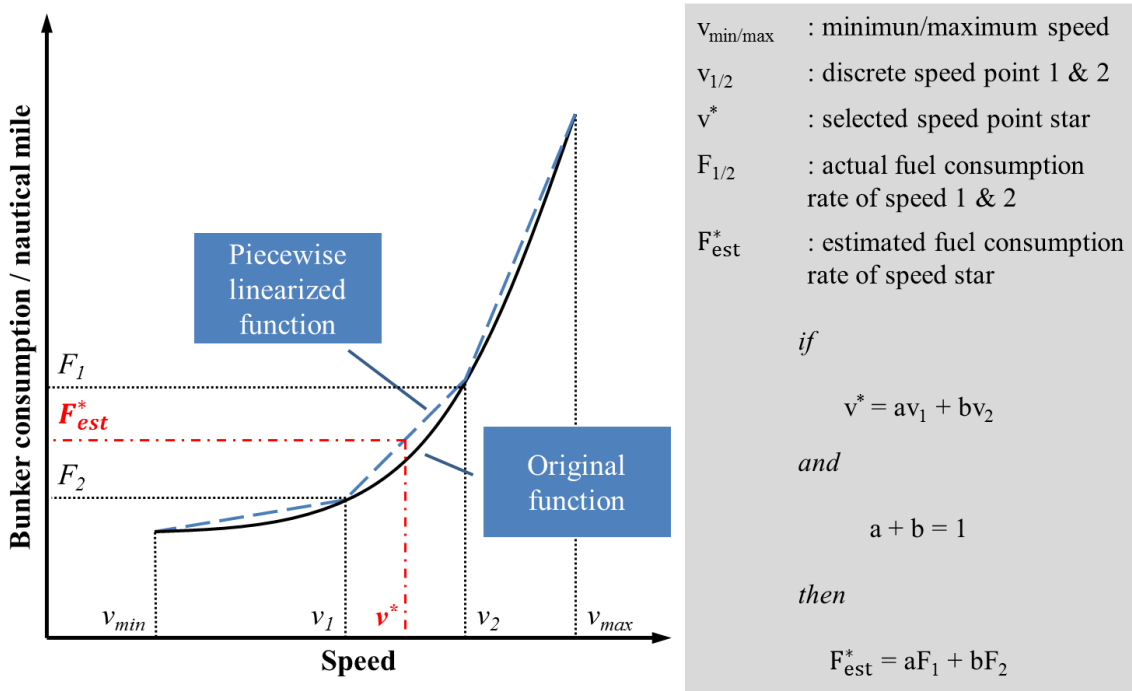 Bunker consumption / nautical mile
Piecewise
linearized
function
F₁
F*est
F₂
Original
function
vmin
v₁
v*
v₂
vmax
Speed
vmin/max : minimun/maximum speed
v1/2 : discrete speed point 1 & 2
v* : selected speed point star
F1/2 : actual fuel consumption
rate of speed 1 & 2
F*est : estimated fuel consumption
rate of speed star
if
v* = av₁ + bv₂
and
a + b = 1
then
F*est = aF₁ + bF₂